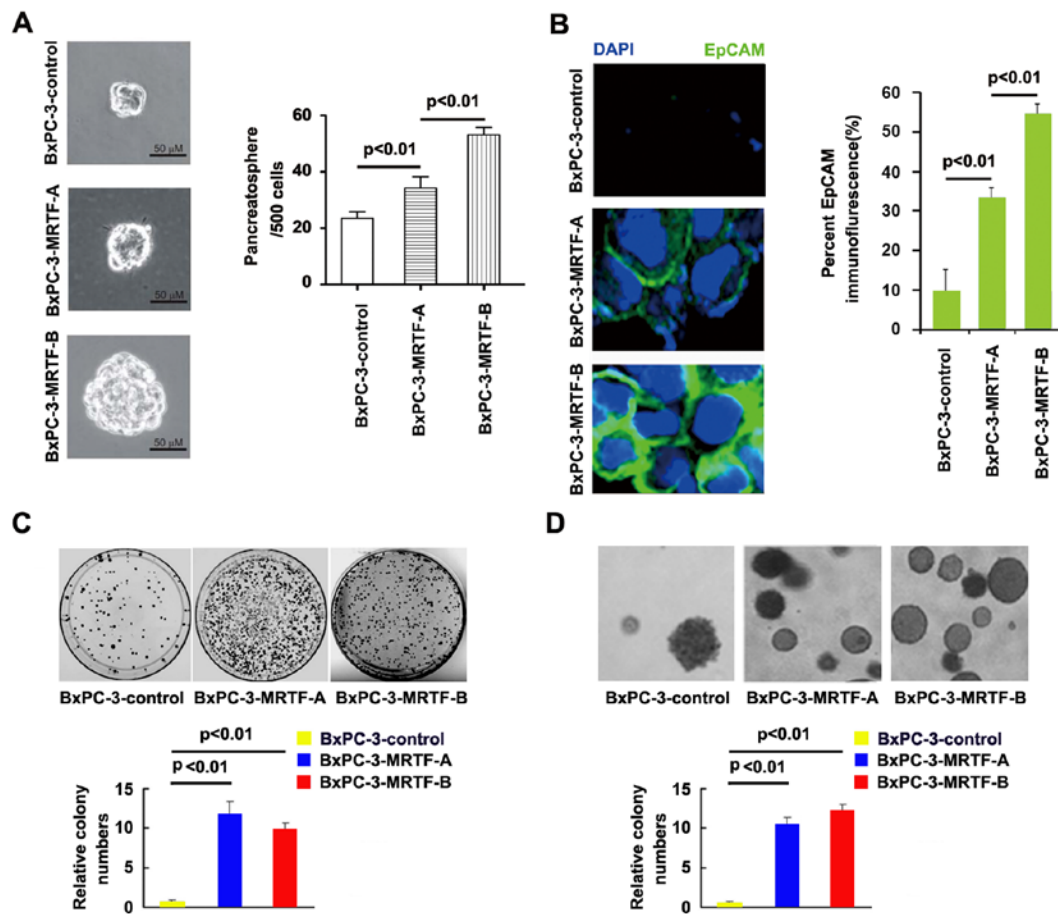 A
BxPC-3-control
50 µM
BxPC-3-MRTF-A
50 µM
BxPC-3-MRTF-B
50 µM
Pancreatosphere
/500 cells
60
40
20
0
p<0.01
p<0.01
BxPC-3-control
BxPC-3-MRTF-A
BxPC-3-MRTF-B
B
DAPI EpCAM
BxPC-3-control
BxPC-3-MRTF-A
BxPC-3-MRTF-B
Percent EpCAM
immunoflurescence(%)
60
50
40
30
20
10
0
p<0.01
p<0.01
BxPC-3-control
BxPC-3-MRTF-A
BxPC-3-MRTF-B
C
BxPC-3-control BxPC-3-MRTF-A BxPC-3-MRTF-B
p<0.01
p <0.01
BxPC-3-control
BxPC-3-MRTF-A
BxPC-3-MRTF-B
Relative colony
numbers
15
10
5
0
D
BxPC-3-control BxPC-3-MRTF-A BxPC-3-MRTF-B
p<0.01
p <0.01
BxPC-3-control
BxPC-3-MRTF-A
BxPC-3-MRTF-B
Relative colony
numbers
15
10
5
0